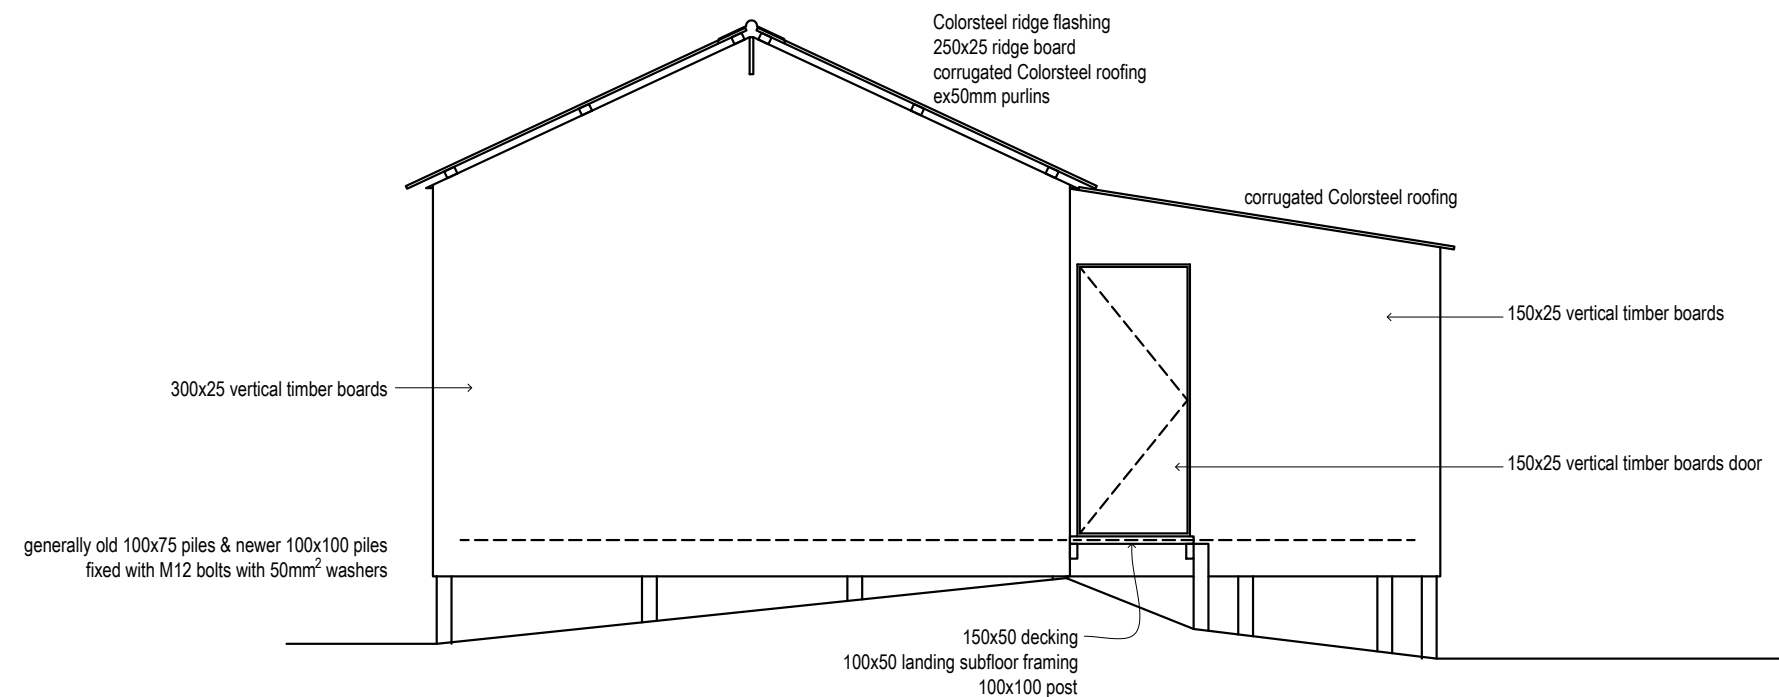 Colorsteel ridge flashing
250x25 ridge board
corrugated Colorsteel roofing
ex50mm purlins
corrugated Colorsteel roofing
150x25 vertical timber boards
300x25 vertical timber boards
150x25 vertical timber boards door
generally old 100x75 piles & newer 100x100 piles
fixed with M12 bolts with 50mm² washers
150x50 decking
100x50 landing subfloor framing
100x100 post